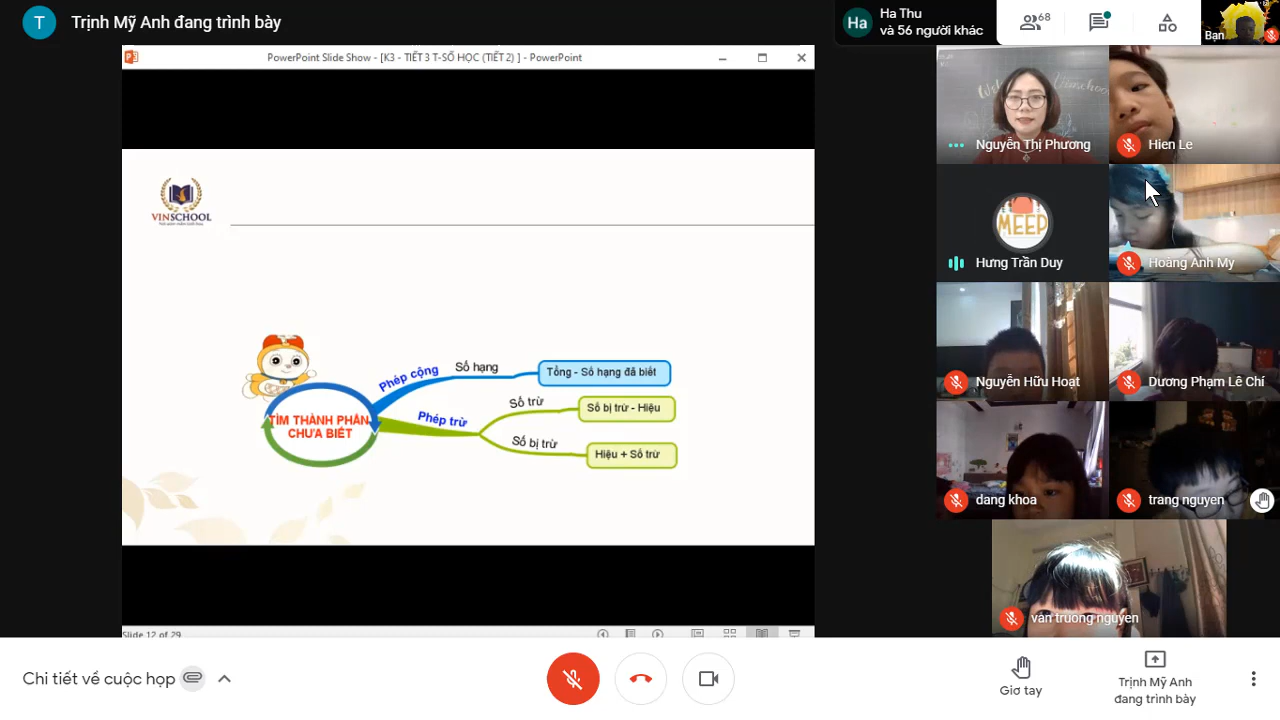 T
Trịnh Mỹ Anh đang trình bày
Ha
Ha Thu
và 56 người khác
68
Bạn
PowerPoint Slide Show - [K3 - TIẾT 3 T-SỐ HỌC (TIẾT 2) ] - PowerPoint
VINSCHOOL
TÌM THÀNH PHẦN
CHƯA BIẾT
Phép cộng
Số hạng
Tổng - Số hạng đã biết
Phép trừ
Số trừ
Số bị trừ - Hiệu
Số bị trừ
Hiệu + Số trừ
Slide 12 of 29
Nguyễn Thị Phương
Hien Le
MEEP
Hưng Trần Duy
Hoàng Anh My
Nguyễn Hữu Hoạt
Dương Phạm Lê Chí
dang khoa
trang nguyen
van truong nguyen
Chi tiết về cuộc họp
Giơ tay
Trịnh Mỹ Anh
đang trình bày